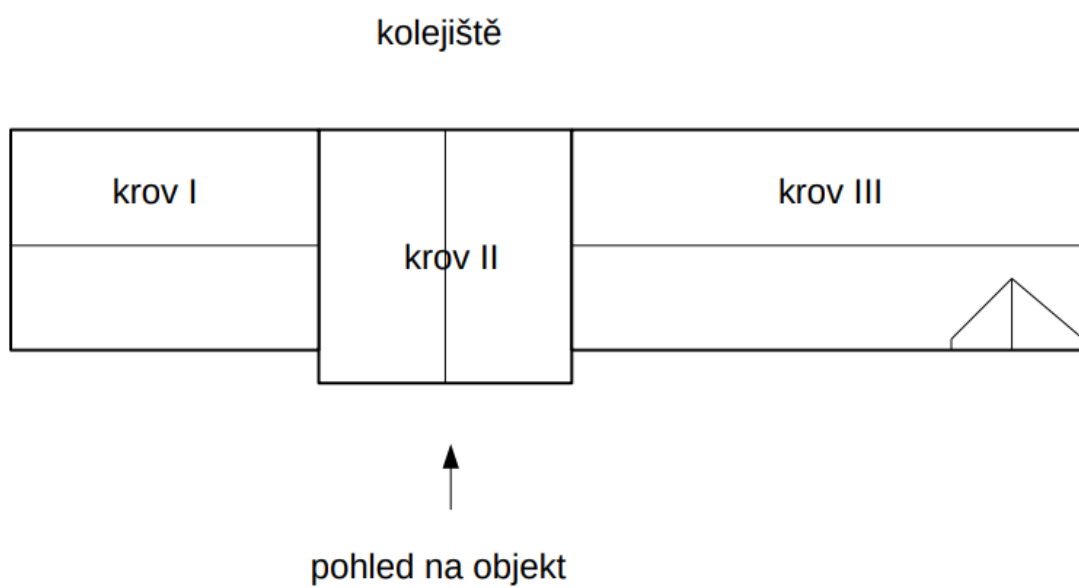 kolejiště
krov I
krov III
krov II
pohled na objekt